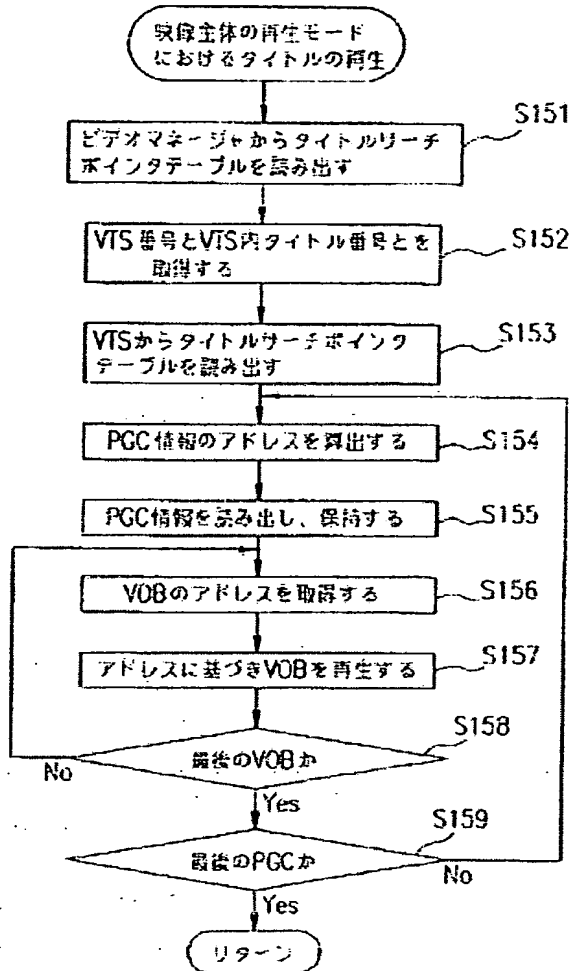 映像主体の再生モード
におけるタイトルの再生
S151
ビデオマネージャからタイトルサーチ
ポインタテーブルを読み出す
S152
VTS番号とVTS内タイトル番号とを
取得する
S153
VTSからタイトルサーチポインタ
テーブルを読み出す
PGC情報のアドレスを算出する
S154
PGC情報を読み出し、保持する
S155
VOBのアドレスを取得する
S156
アドレスに基づきVOBを再生する
S157
最後のVOBか
S158
No
Yes
S159
最後のPGCか
No
Yes
リターン